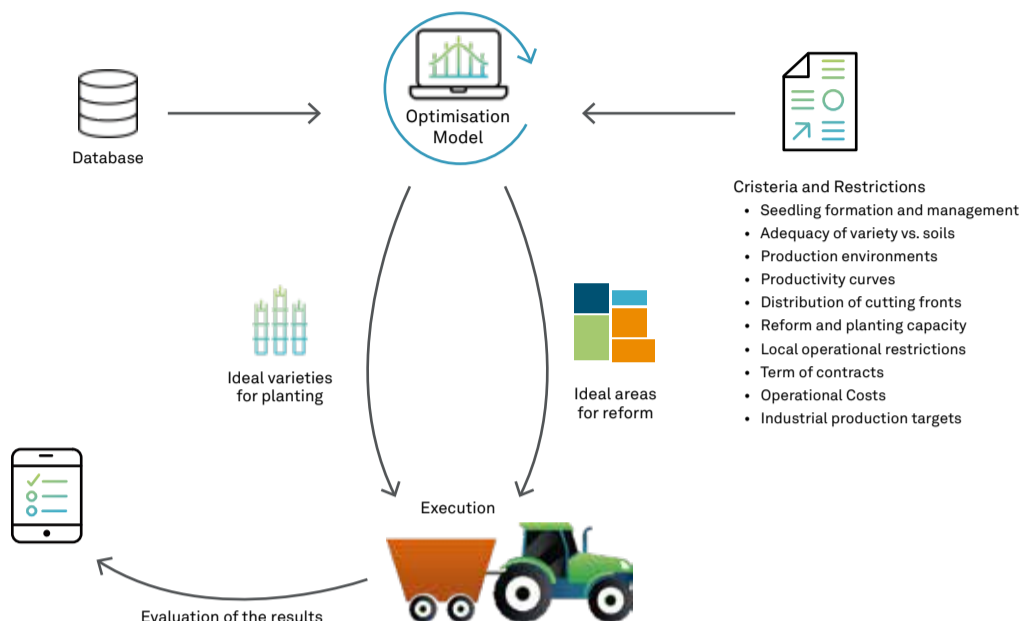 Optimisation
Model
Database
Cristeria and Restrictions
• Seedling formation and management
• Adequacy of variety vs. soils
• Production environments
• Productivity curves
• Distribution of cutting fronts
• Reform and planting capacity
• Local operational restrictions
• Term of contracts
• Operational Costs
• Industrial production targets
Ideal varieties
for planting
Ideal areas
for reform
Execution
Evaluation of the results